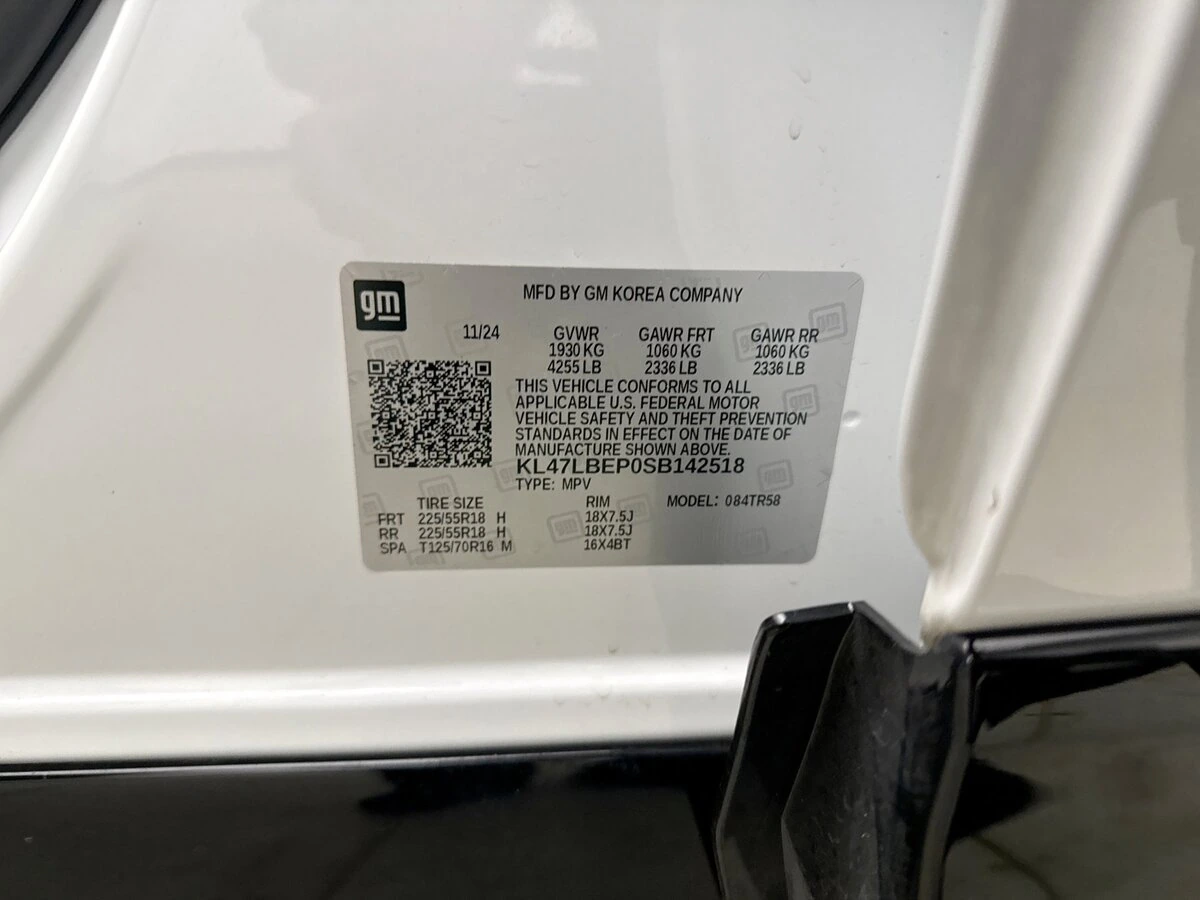 gm
MFD BY GM KOREA COMPANY
11/24 GVWR GAWR FRT GAWR RR
1930 KG 1060 KG 1060 KG
4255 LB 2336 LB 2336 LB
THIS VEHICLE CONFORMS TO ALL
APPLICABLE U.S. FEDERAL MOTOR
VEHICLE SAFETY AND THEFT PREVENTION
STANDARDS IN EFFECT ON THE DATE OF
MANUFACTURE SHOWN ABOVE.
KL47LBEP0SB142518
TYPE: MPV
TIRE SIZE RIM MODEL: 084TR58
FRT 225/55R18 H 18X7.5J
RR 225/55R18 H 18X7.5J
SPA T125/70R16 M 16X4BT